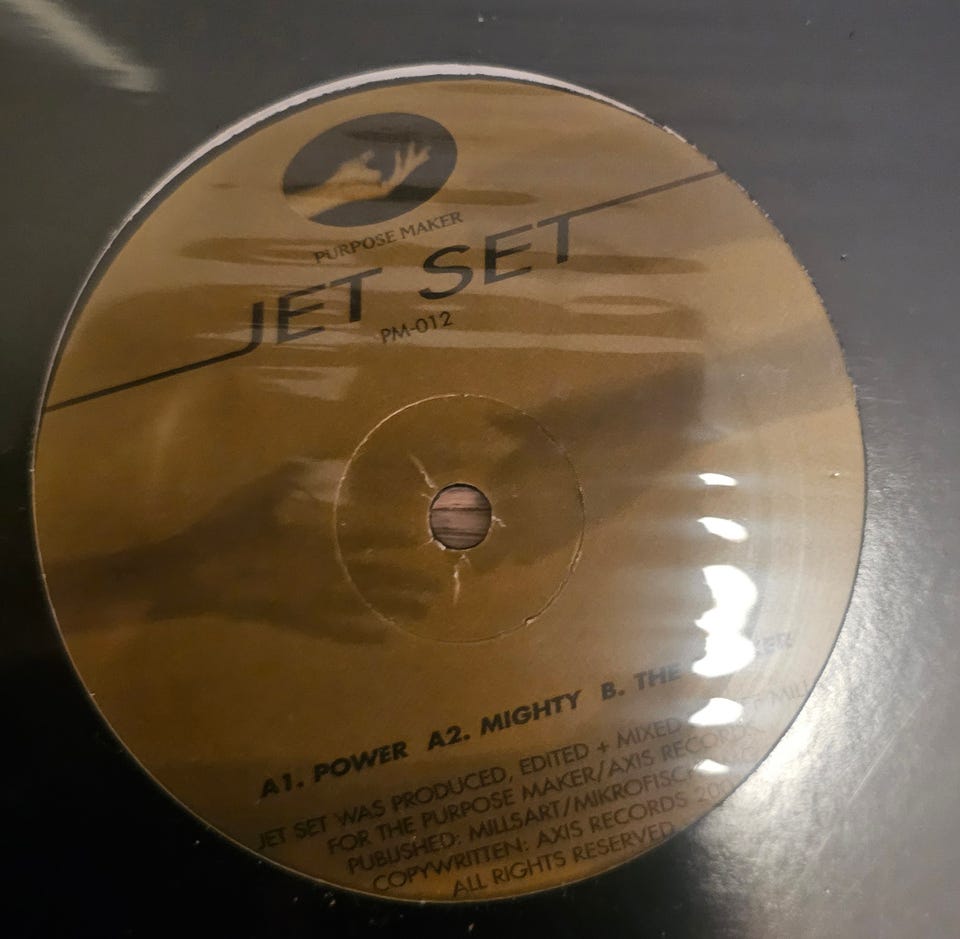 PURPOSE MAKER
JET SET
PM-012
A1. POWER A2. MIGHTY B. THE
JET SET WAS PRODUCED, EDITED + MIXED
FOR THE PURPOSE MAKER/AXIS RECORDS
PUBLISHED: MILLSART/MIKROFISCH
COPYWRITTEN: AXIS RECORDS
ALL RIGHTS RESERVED